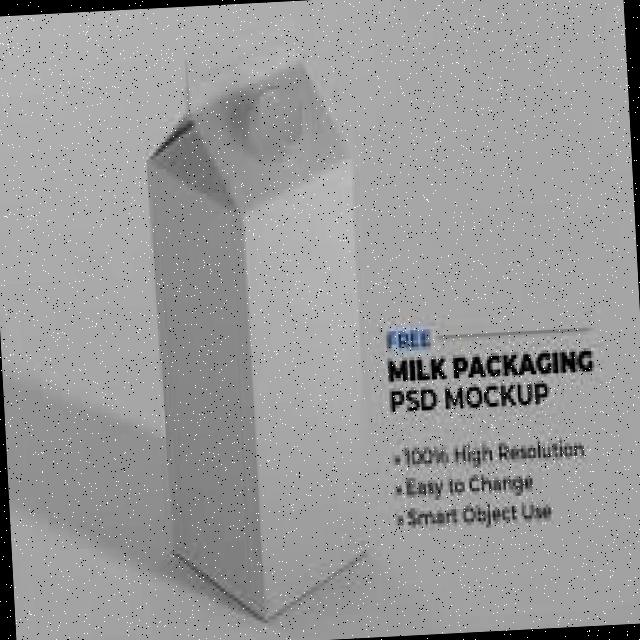 FREE
MILK PACKAGING
PSD MOCKUP
» 100% High Resolution
» Easy to Change
» Smart Object Use